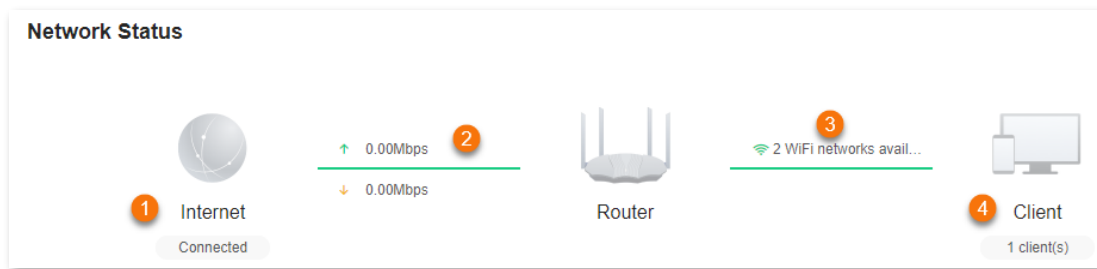 Network Status
2
3
↑ 0.00Mbps
2 WiFi networks avail...
↓ 0.00Mbps
1
Internet
Router
4
Client
Connected
1 client(s)